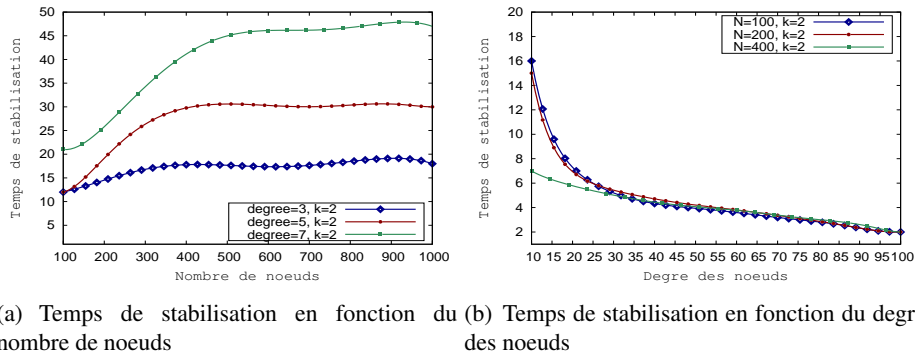 50
45
40
35
30
25
20
15
10
5
Temps de stabilisation
degree=3, k=2
degree=5, k=2
degree=7, k=2
100 200 300 400 500 600 700 800 900 1000
Nombre de noeuds
20
18
16
14
12
10
8
6
4
2
Temps de stabilisation
N=100, k=2
N=200, k=2
N=400, k=2
10 15 20 25 30 35 40 45 50 55 60 65 70 75 80 85 90 95 100
Degre des noeuds
(a) Temps de stabilisation en fonction du
nombre de noeuds
(b) Temps de stabilisation en fonction du degr
des noeuds